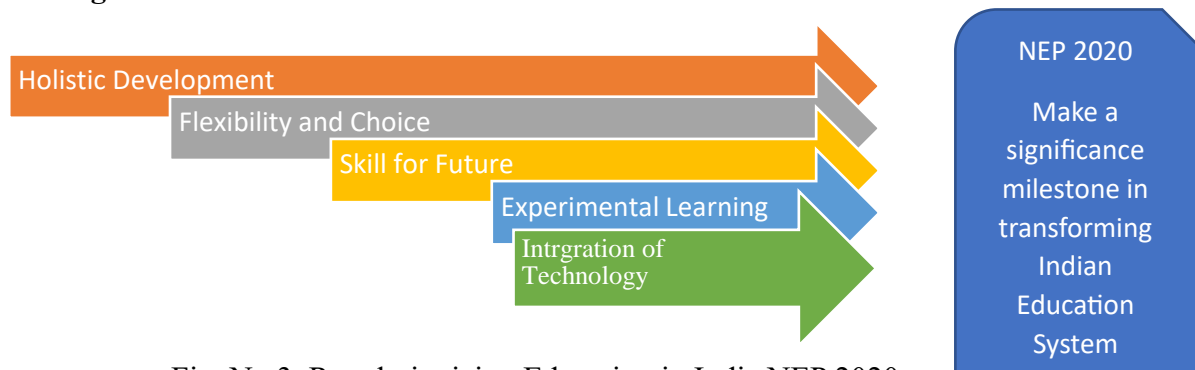 Holistic Development
Flexibility and Choice
Skill for Future
Experimental Learning
Intrgration of
Technology
NEP 2020
Make a
significance
milestone in
transforming
Indian
Education
System